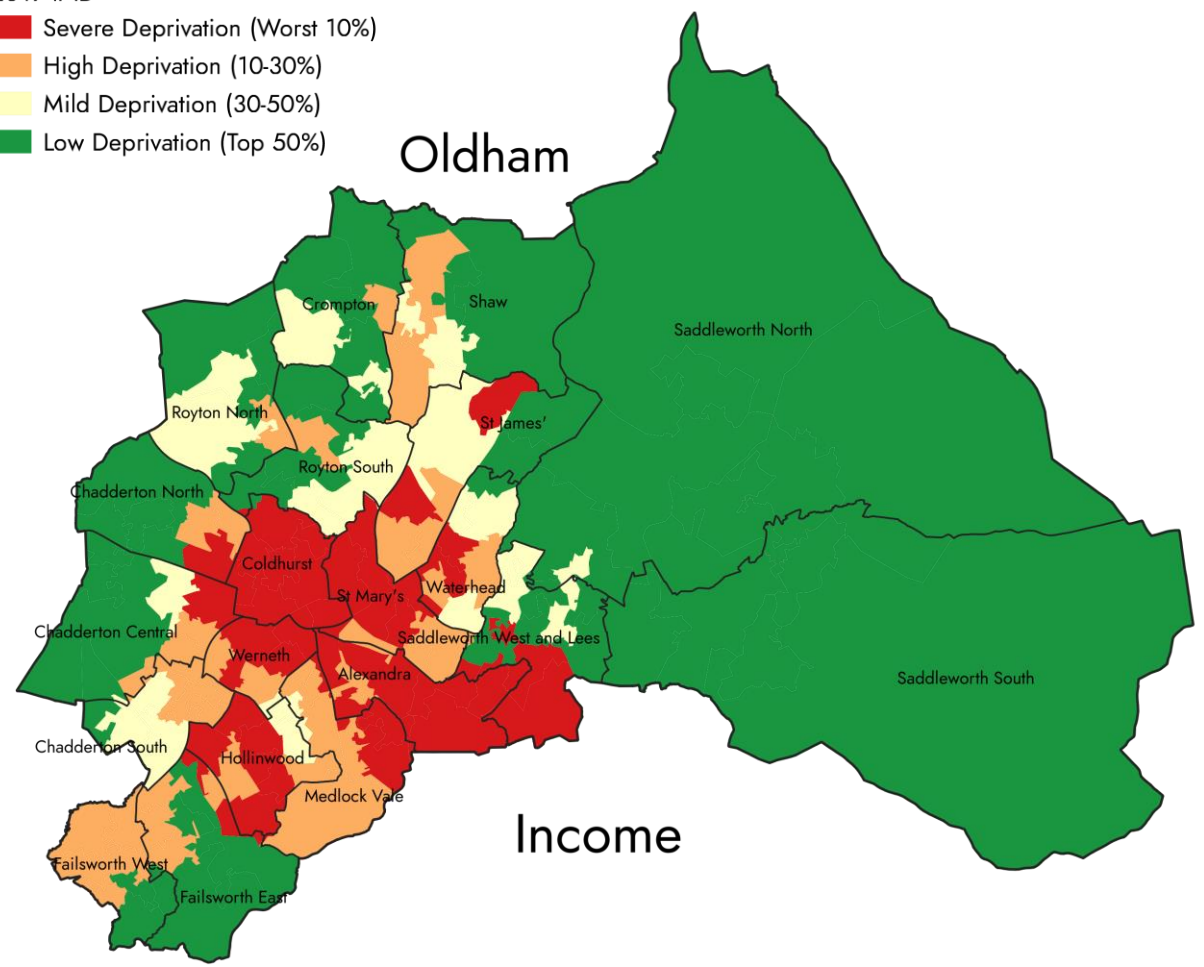 Severe Deprivation (Worst 10%)
High Deprivation (10-30%)
Mild Deprivation (30-50%)
Low Deprivation (Top 50%)
Oldham
Crompton
Shaw
Saddleworth North
Royton North
St James'
Royton South
Chadderton North
Coldhurst
St Mary's
Waterhead
Chadderton Central
Saddleworth West and Lees
Werneth
Alexandra
Saddleworth South
Chadderton South
Hollinwood
Medlock Vale
Income
Failsworth West
Failsworth East